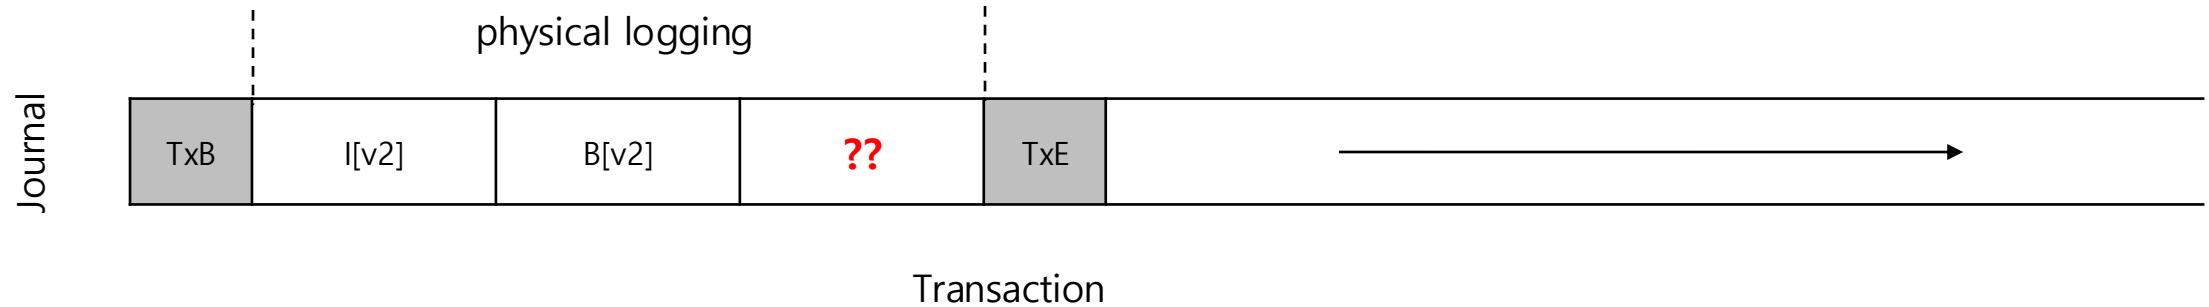 physical logging
Journal
TxB
I[v2]
B[v2]
??
TxE
Transaction